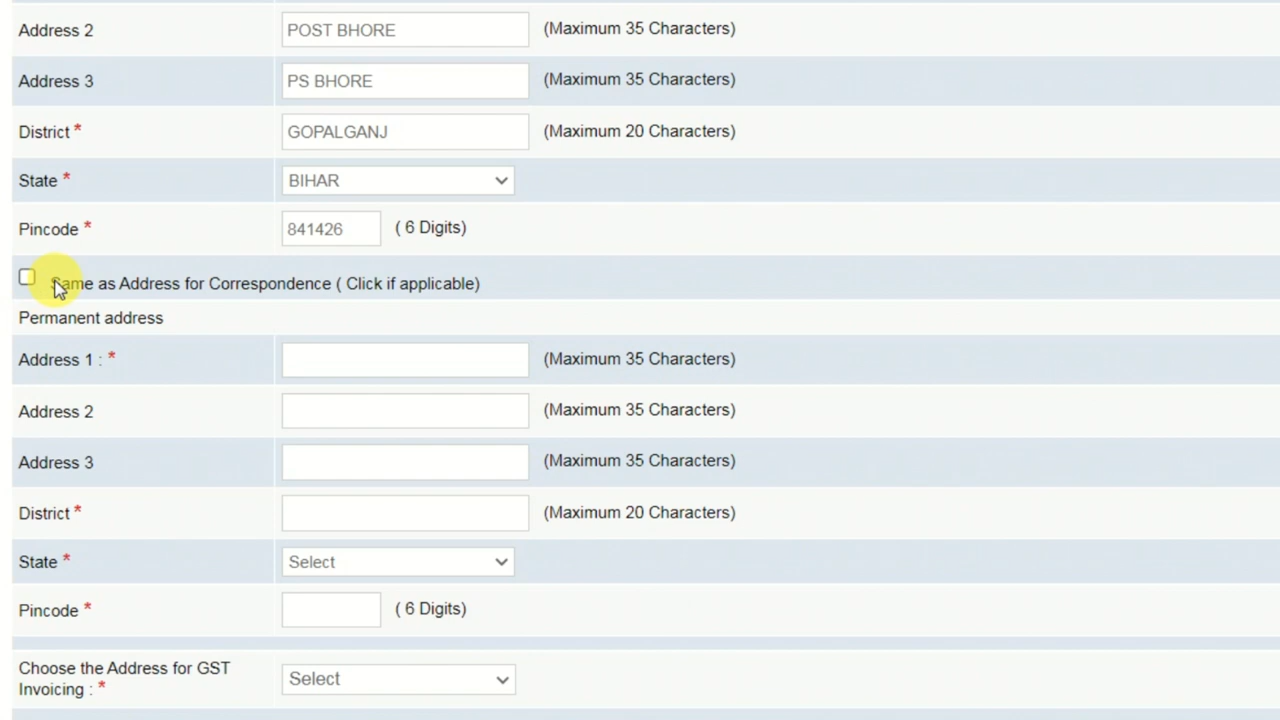 Address 2 POST BHORE (Maximum 35 Characters)
Address 3 PS BHORE (Maximum 35 Characters)
District * GOPALGANJ (Maximum 20 Characters)
State * BIHAR
Pincode * 841426 ( 6 Digits)
Same as Address for Correspondence ( Click if applicable)
Permanent address
Address 1 : * (Maximum 35 Characters)
Address 2 (Maximum 35 Characters)
Address 3 (Maximum 35 Characters)
District * (Maximum 20 Characters)
State * Select
Pincode * ( 6 Digits)
Choose the Address for GST
Invoicing : * Select